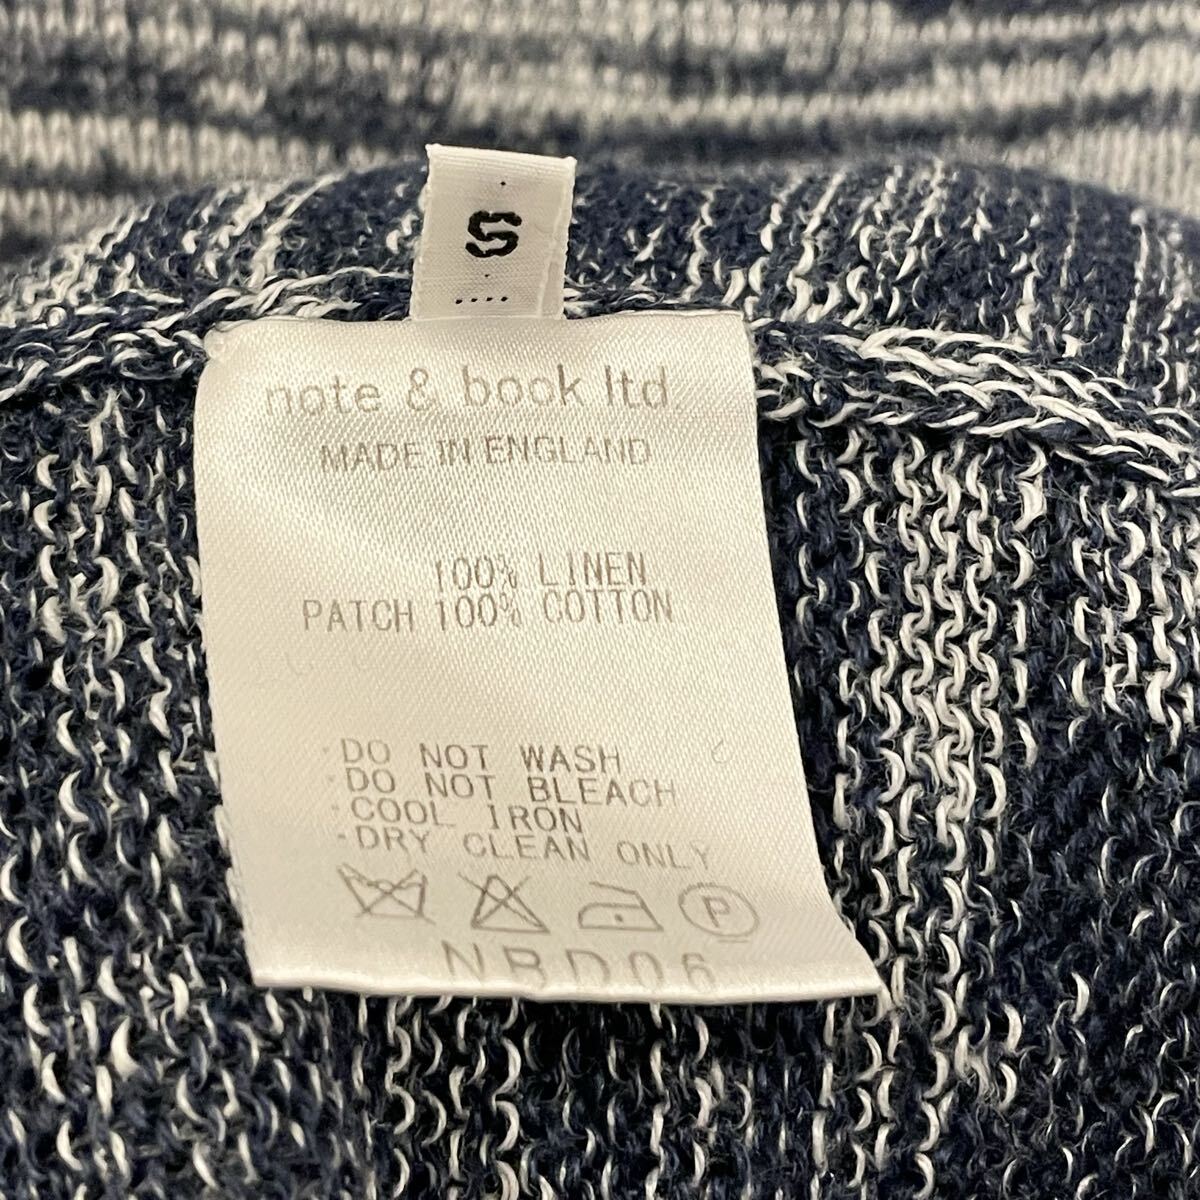 S
note & book ltd.
MADE IN ENGLAND
100% LINEN
PATCH 100% COTTON
·DO NOT WASH
·DO NOT BLEACH
·COOL IRON
·DRY CLEAN ONLY
P
NBD06